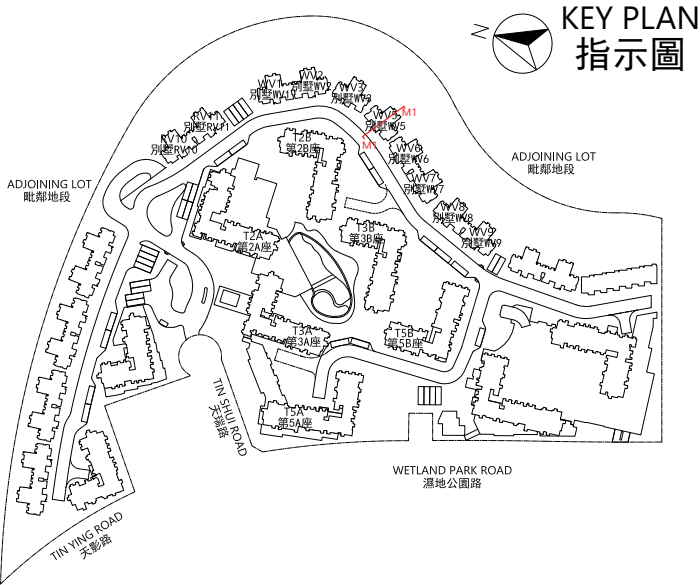 N
KEY PLAN
指示圖
WV1
別墅WV1
WV2
別墅WV2
WV3
別墅WV3
M1
WV5
別墅WV5
M1
RV11
別墅RV11
RV10
別墅RV10
T2B
第2B座
WV6
別墅WV6
WV7
別墅WV7
WV8
別墅WV8
WV9
別墅WV9
ADJOINING LOT
毗鄰地段
ADJOINING LOT
毗鄰地段
T2A
第2A座
T3B
第3B座
T3A
第3A座
T5B
第5B座
T5A
第5A座
TIN SHUI ROAD
天瑞路
WETLAND PARK ROAD
濕地公園路
TIN YING ROAD
天影路